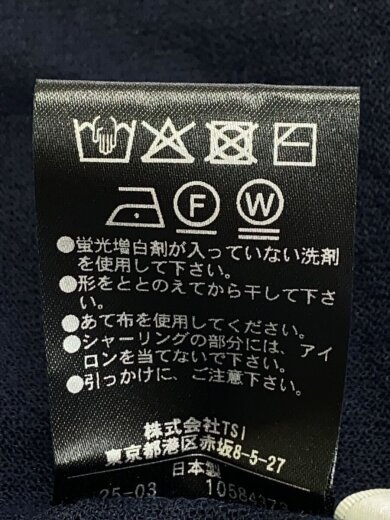 F W
●蛍光増白剤が入っていない洗剤
を使用して下さい。
●形をととのえてから干して下さ
い。
●あて布を使用してください。
●シャーリングの部分には、アイ
ロンを当てないで下さい。
●引っかけに、ご注意下さい。
株式会社TSI
東京都港区赤坂8-5-27
日本製
25-03